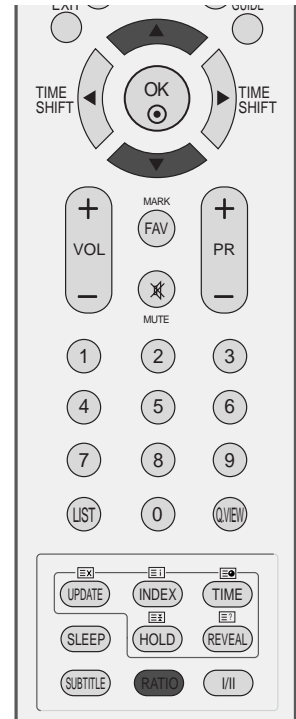 EXIT GUIDE
TIME SHIFT OK TIME SHIFT
MARK
+ FAV +
VOL PR
- -
MUTE
1 2 3
4 5 6
7 8 9
LIST 0 Q.VIEW
UPDATE INDEX TIME
SLEEP HOLD REVEAL
SUBTITLE RATIO I/II